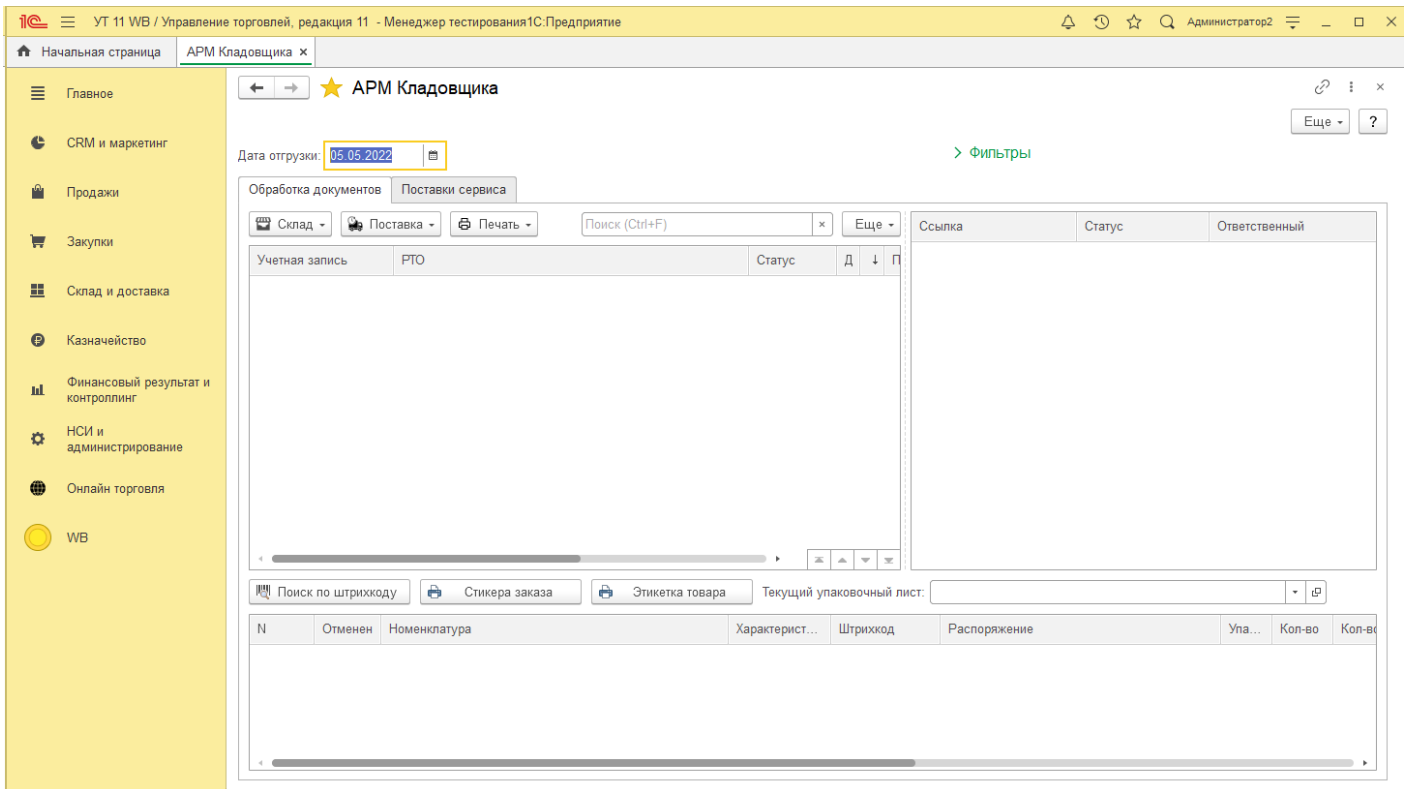 1С УТ 11 WB / Управление торговлей, редакция 11 - Менеджер тестирования1С:Предприятие Администратор2
Начальная страница АРМ Кладовщика
Главное
CRM и маркетинг
Продажи
Закупки
Склад и доставка
Казначейство
Финансовый результат и
контроллинг
НСИ и
администрирование
Онлайн торговля
WB
АРМ Кладовщика
Еще ?
Дата отгрузки: 05.05.2022 Фильтры
Обработка документов Поставки сервиса
Склад Поставка Печать Поиск (Ctrl+F) Еще
Учетная запись РТО Статус Д ↓ П
Ссылка Статус Ответственный
Поиск по штрихкоду Стикера заказа Этикетка товара Текущий упаковочный лист:
N Отменен Номенклатура Характерист... Штрихкод Распоряжение Упа... Кол-во Кол-во